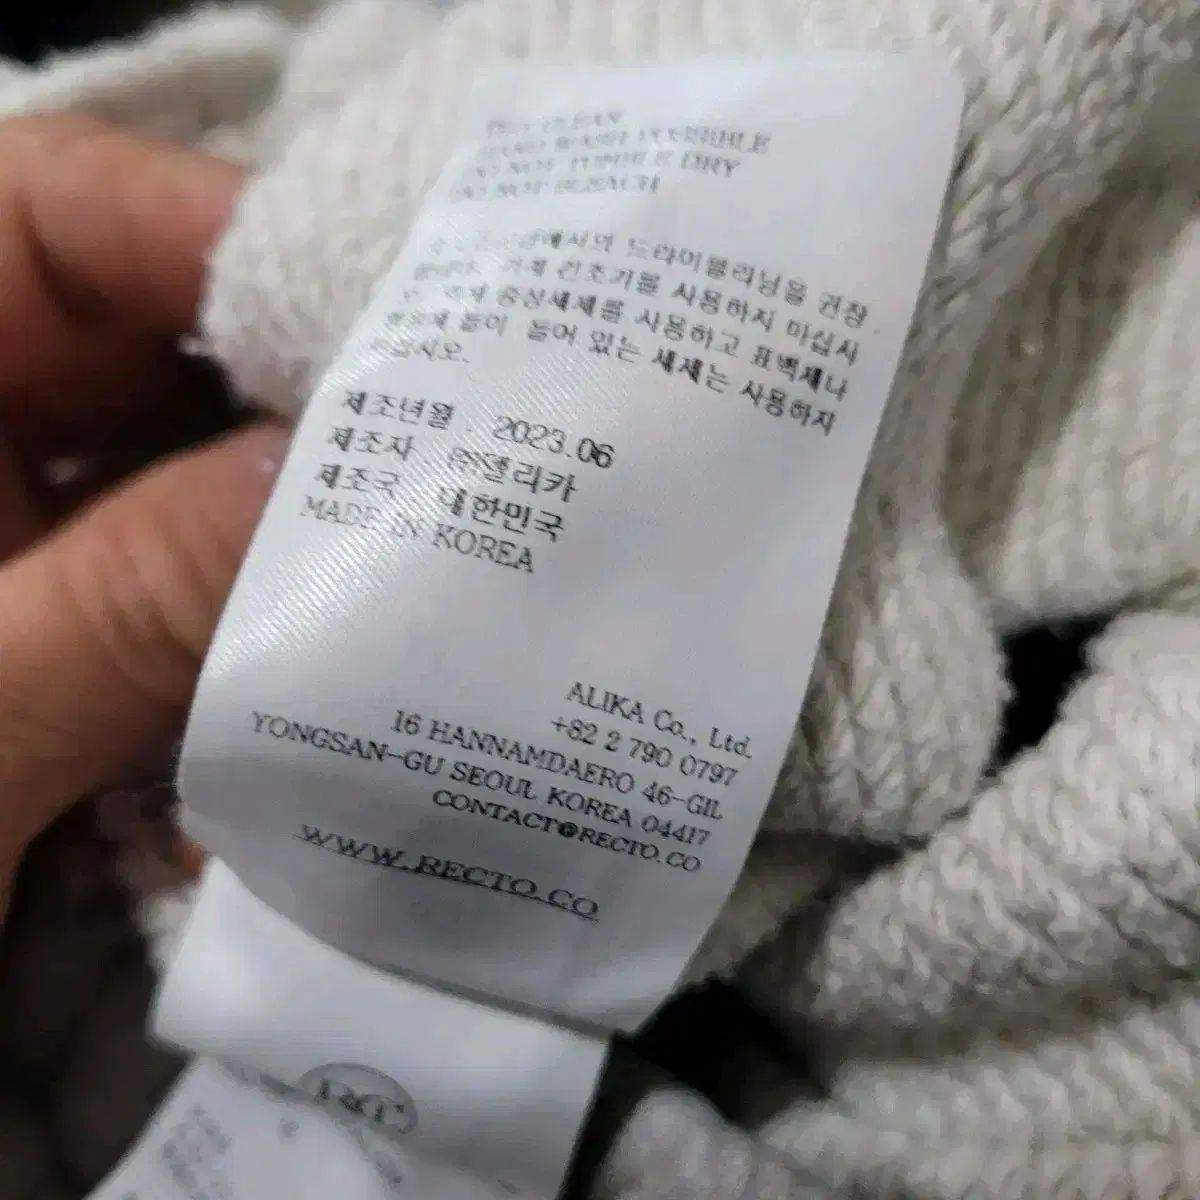 DRY CLEAN
DO NOT TUMBLE DRY
DO NOT BLEACH
드라이클리닝을 권장
기계 건조기를 사용하지 마십시
중성세제를 사용하고 표백제나
들이 들어 있는 세제는 사용하지
마십시오.
제조년월 . 2023.06
제조자 ㈜앨리카
제조국 대한민국
MADE IN KOREA
ALIKA Co., Ltd.
+82 2 790 0797
16 HANNAMDAERO 46-GIL
YONGSAN-GU SEOUL KOREA 04417
CONTACT@RECTO.CO
WWW.RECTO.CO